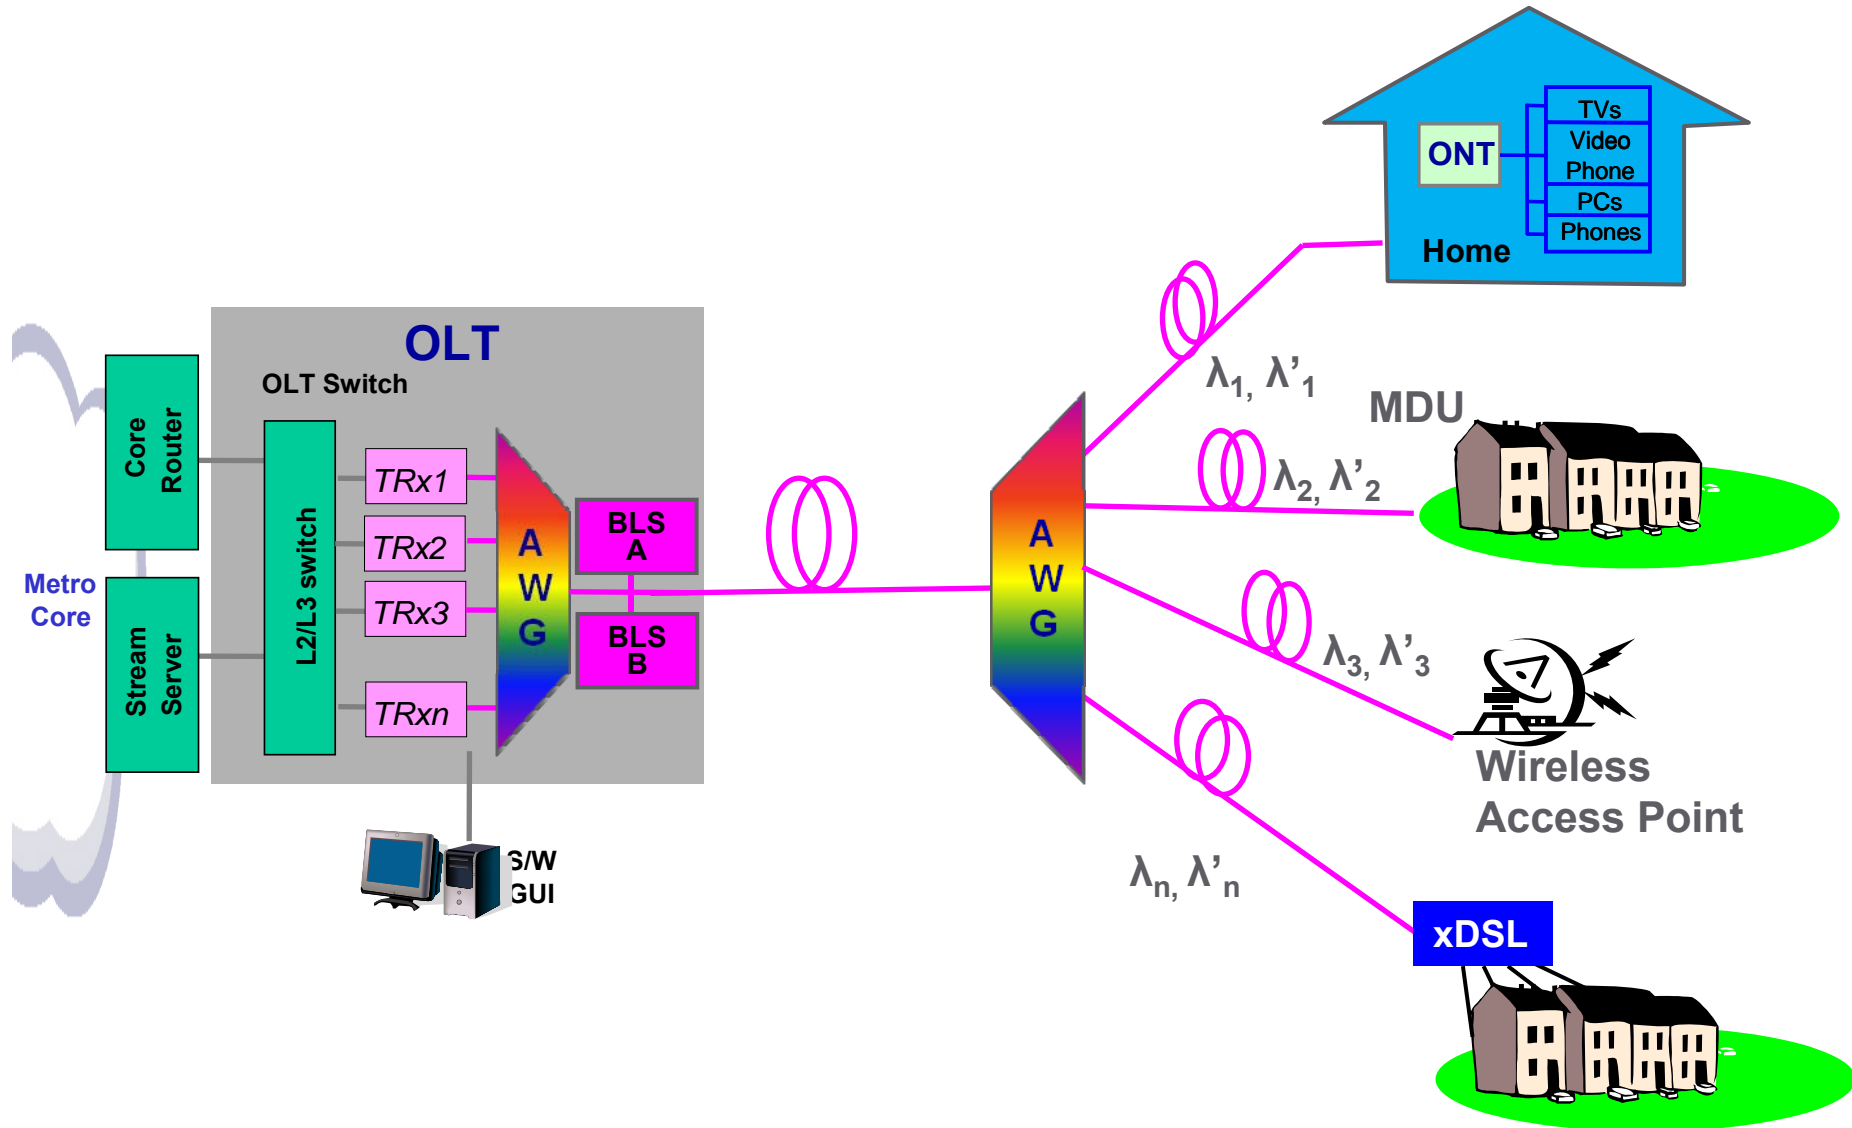 TVs
Video
Phone
PCs
Phones
ONT
Home
OLT
OLT Switch
Core
Router
Metro
Core
Stream
Server
L2/L3 switch
TRx1
TRx2
TRx3
TRxn
A
W
G
BLS
A
BLS
B
S/W
GUI
A
W
G
λ1, λ’1
MDU
λ2, λ’2
λ3, λ’3
Wireless
Access Point
λn, λ’n
xDSL